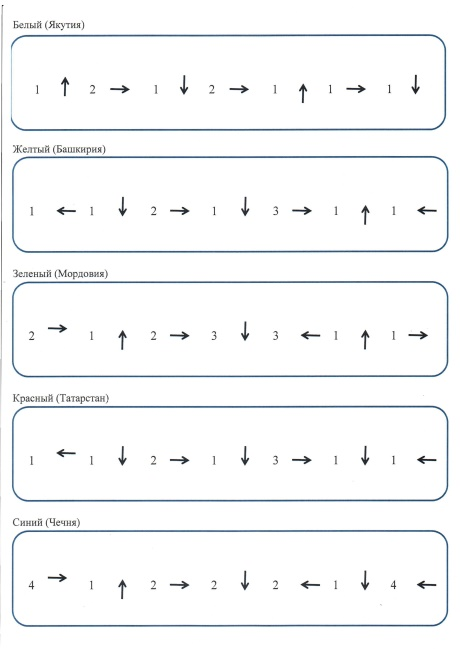 Белый (Якутия)
1 ↑ 2 → 1 ↓ 2 → 1 ↑ 1 → 1 ↓
Желтый (Башкирия)
1 ← 1 ↓ 2 → 1 ↓ 3 → 1 ↑ 1 ←
Зеленый (Мордовия)
2 → 1 ↑ 2 → 3 ↓ 3 ← 1 ↑ 1 →
Красный (Татарстан)
1 ← 1 ↓ 2 → 1 ↓ 3 → 1 ↓ 1 ←
Синий (Чечня)
4 → 1 ↑ 2 → 2 ↓ 2 ← 1 ↓ 4 ←